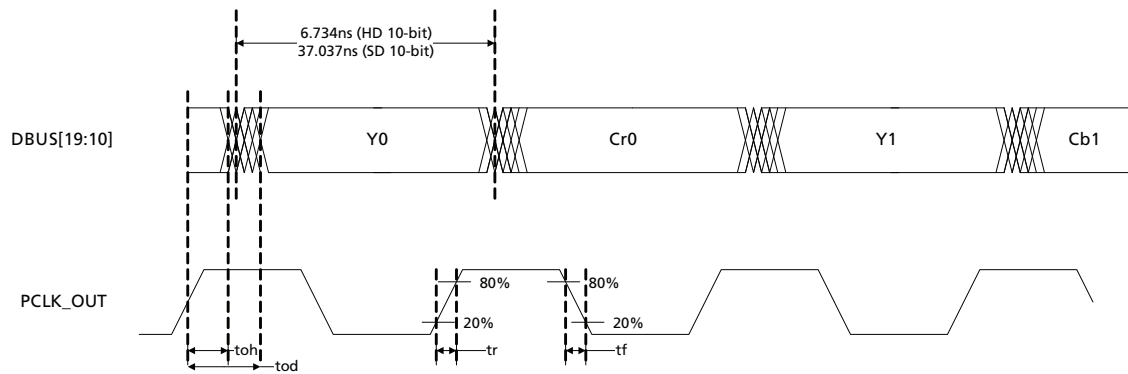 6.734ns (HD 10-bit)
37.037ns (SD 10-bit)
DBUS[19:10]
Y0
Cr0
Y1
Cb1
PCLK_OUT
80%
80%
20%
20%
toh
tr
tf
tod